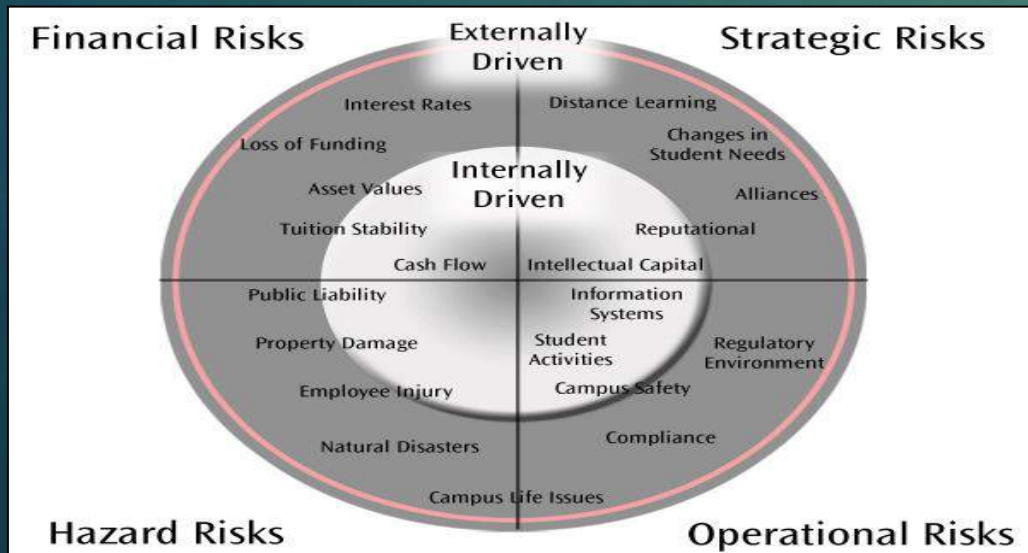 Financial Risks
Externally
Driven
Strategic Risks
Interest Rates
Distance Learning
Loss of Funding
Changes in
Student Needs
Asset Values
Internally
Driven
Alliances
Tuition Stability
Reputational
Cash Flow
Intellectual Capital
Public Liability
Information
Systems
Property Damage
Student
Activities
Regulatory
Environment
Employee Injury
Campus Safety
Natural Disasters
Compliance
Campus Life Issues
Hazard Risks
Operational Risks